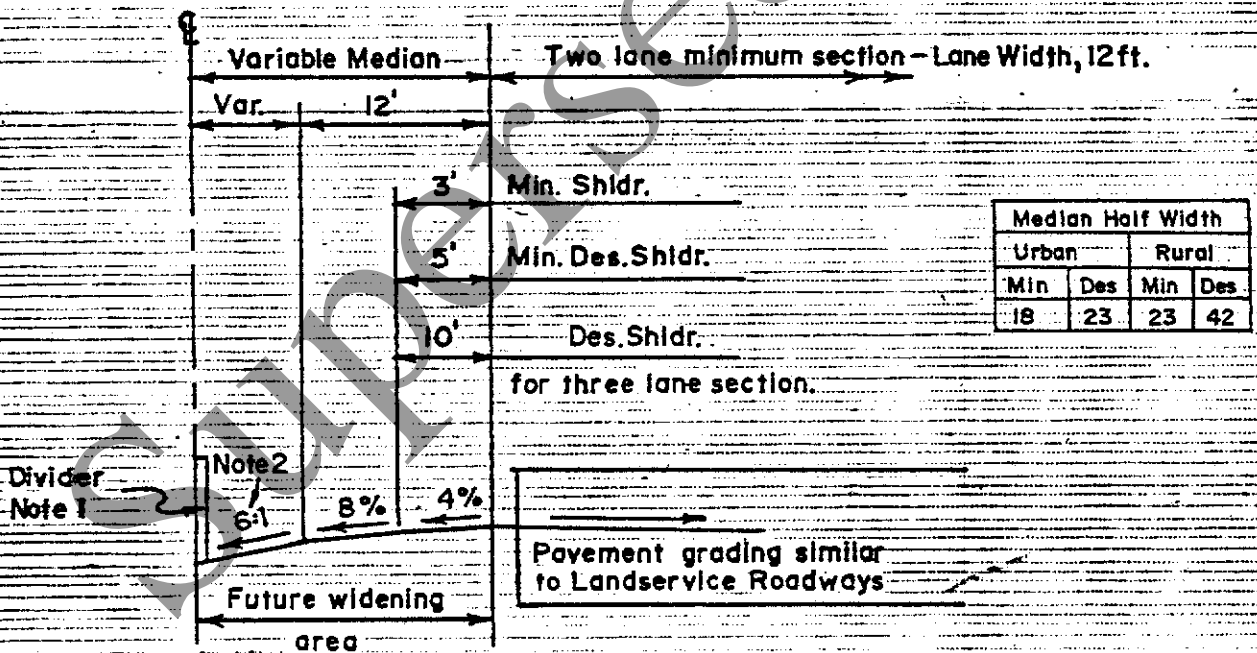 ℄
Variable Median
Two lane minimum section - Lane Width, 12 ft.
Var.
12'
3'
Min. Shldr.
5'
Min. Des. Shldr.
10'
Des. Shldr.
for three lane section.
Median Half Width
Urban Rural
Min Des Min Des
18 23 23 42
Divider
Note 1
Note 2
6:1
8%
4%
Pavement grading similar
to Landservice Roadways
Future widening
area